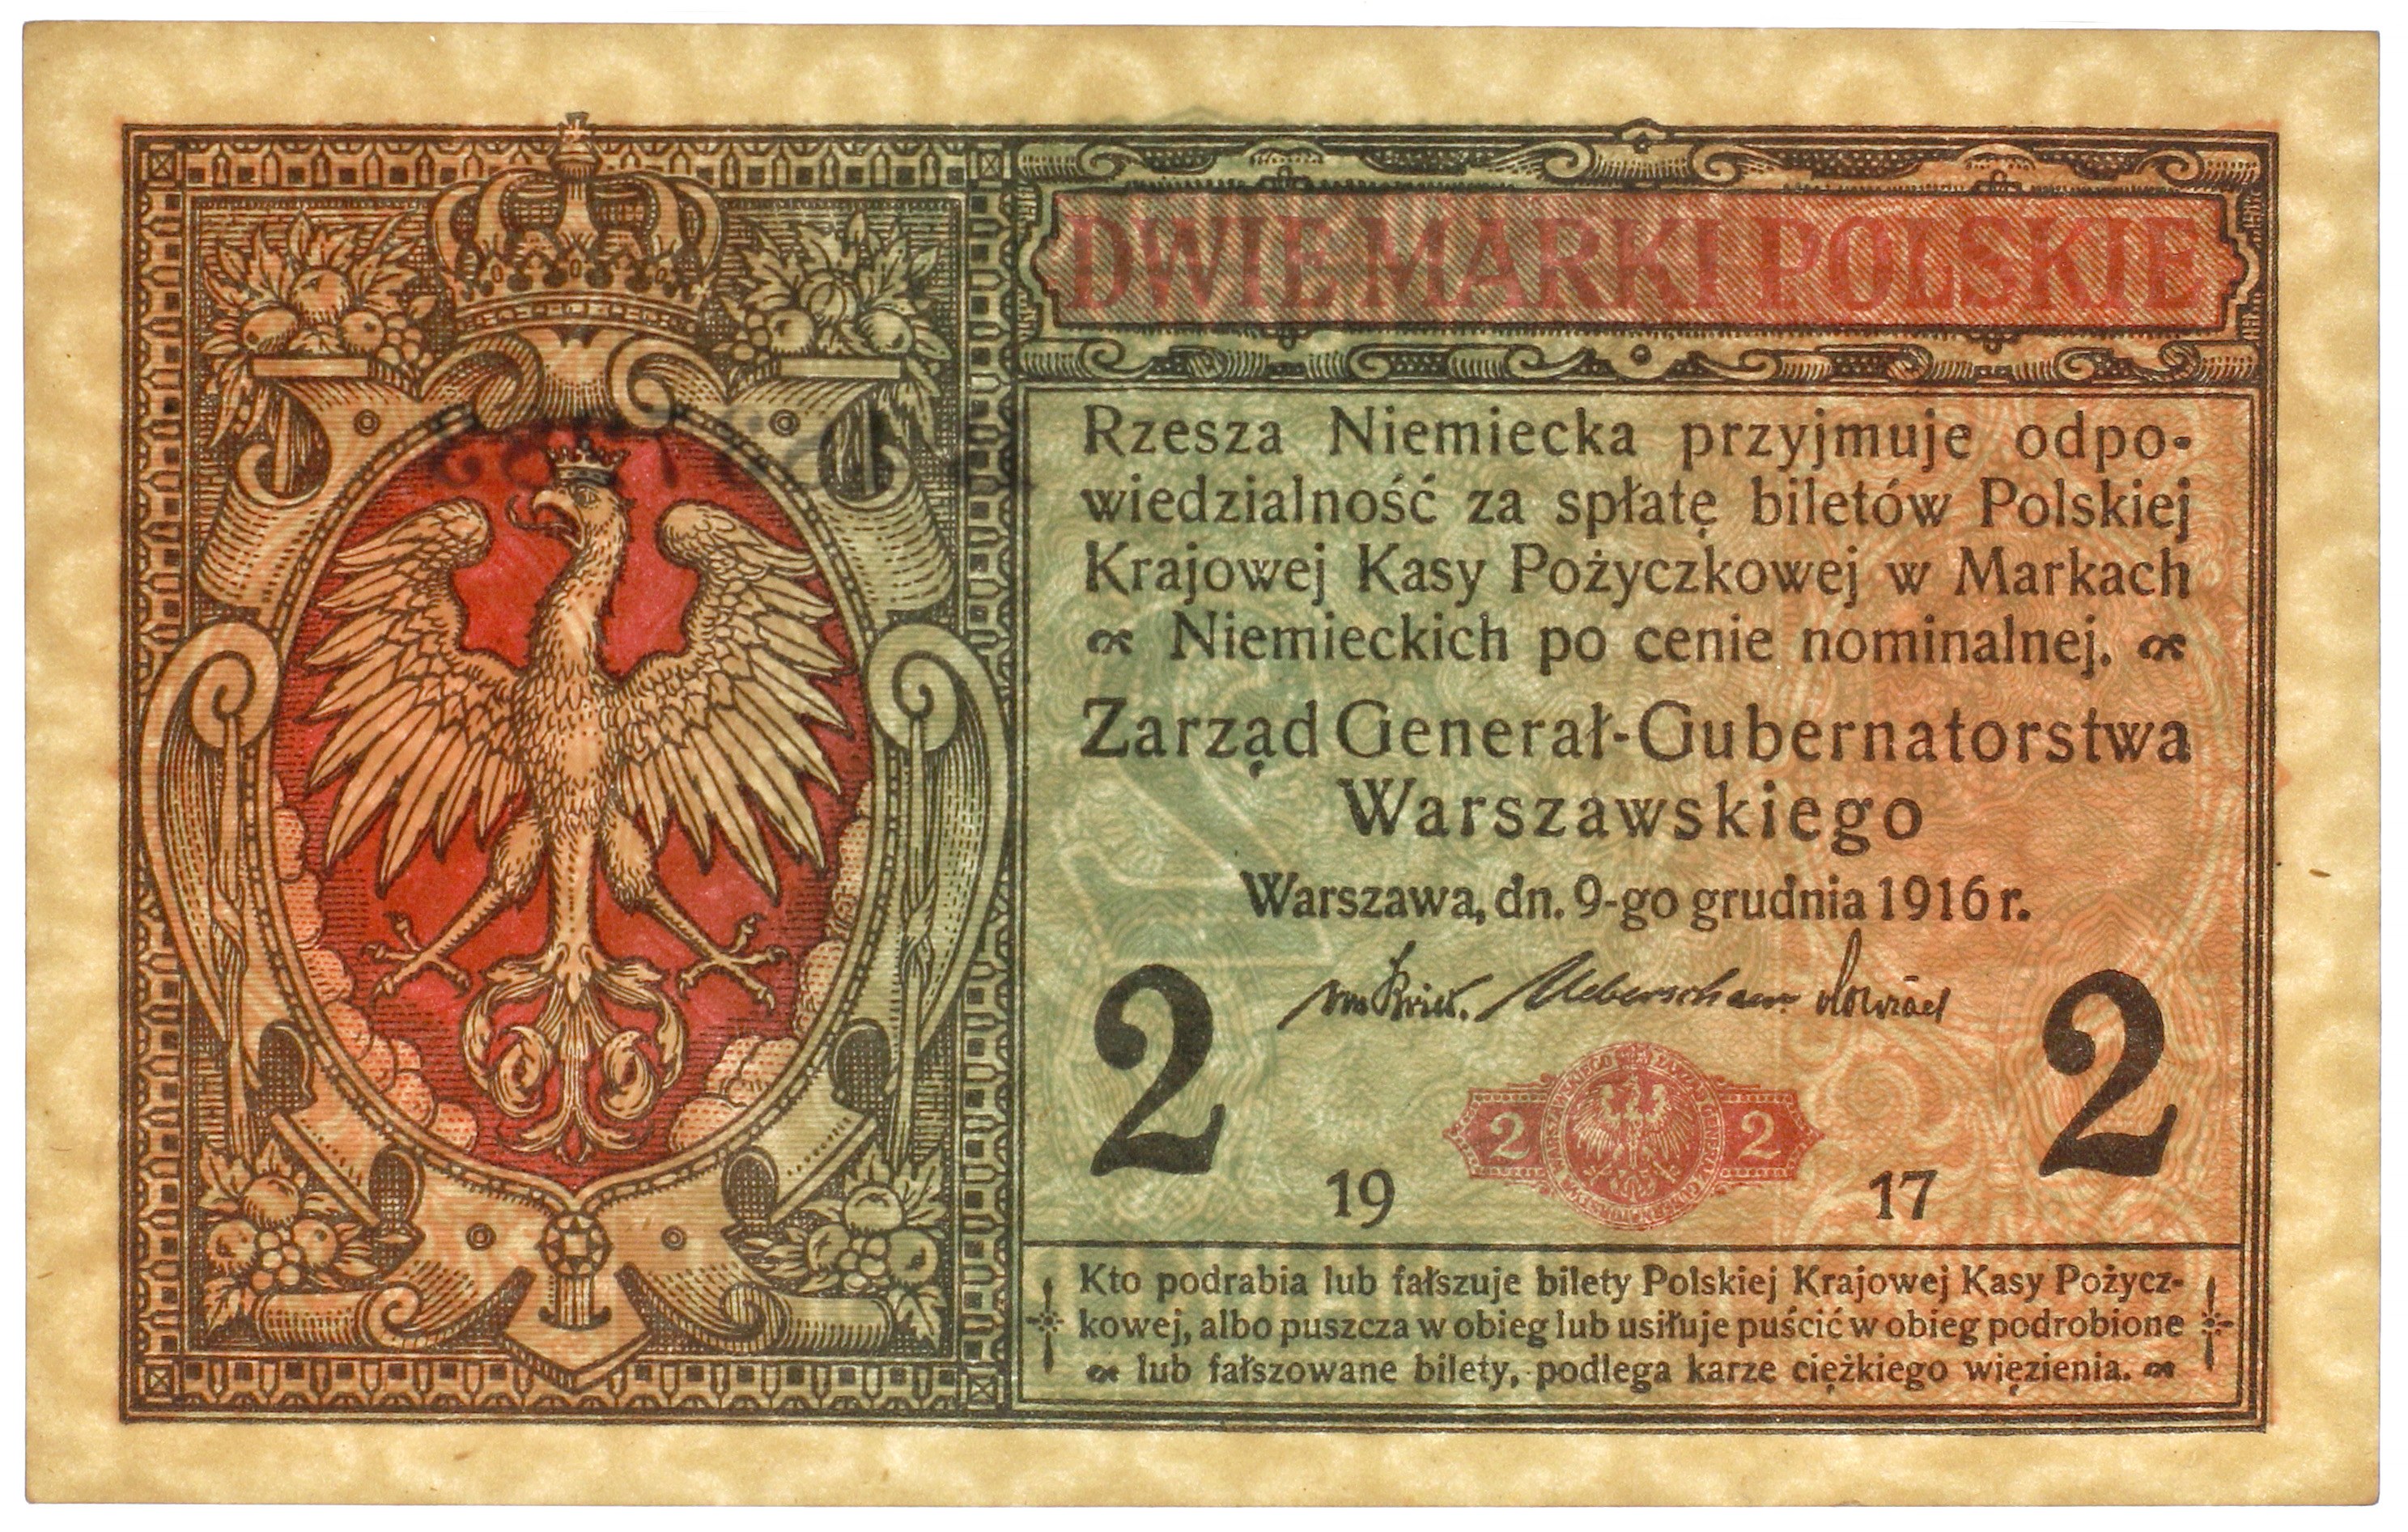 DWIE MARKI POLSKIE
Rzesza Niemiecka przyjmuje odpo-
wiedzialność za spłatę biletów Polskiej
Krajowej Kasy Pożyczkowej w Markach
Niemieckich po cenie nominalnej.
Zarząd Generał-Gubernatorstwa
Warszawskiego
Warszawa, dn. 9-go grudnia 1916 r.
2 2
2 2
19 17
Kto podrabia lub fałszuje bilety Polskiej Krajowej Kasy Pożycz-
kowej, albo puszcza w obieg lub usiłuje puścić w obieg podrobione
lub fałszowane bilety, podlega karze ciężkiego więzienia.